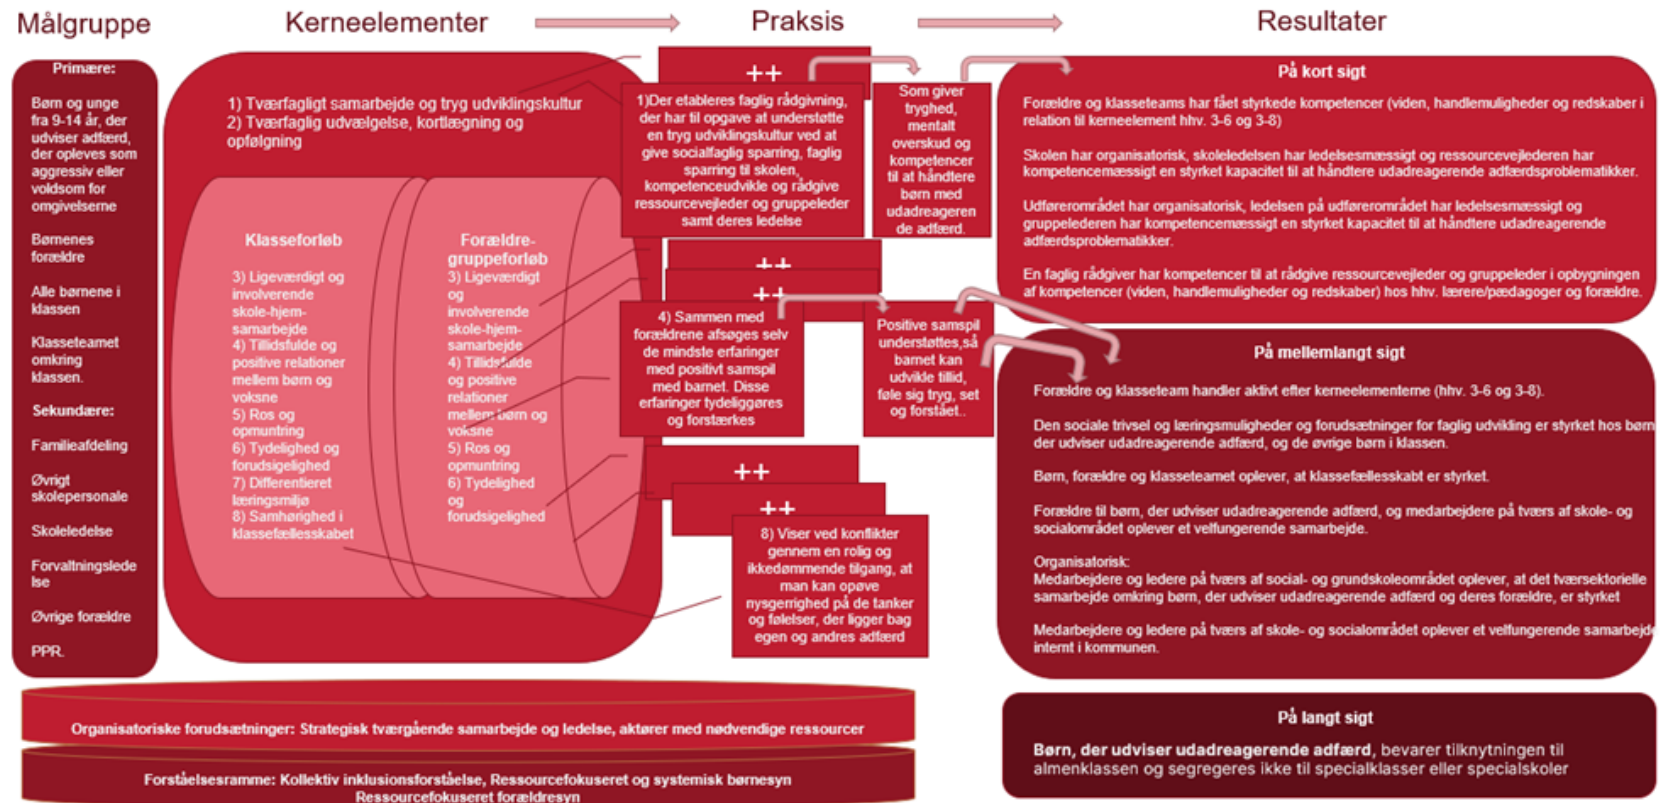 Målgruppe
Kerneelementer
Praksis
Resultater
Primære:
Børn og unge
fra 9-14 år, der
udviser adfærd,
der opleves som
aggressiv eller
voldsom for
omgivelserne
Børnenes
forældre
Alle børnene i
klassen
Klasseteamet
omkring
klassen.
Sekundære:
Familieafdeling
Øvrigt
skolepersonale
Skoleledelse
Forvaltningslede
lse
Øvrige forældre
PPR.
1) Tværfagligt samarbejde og tryg udviklingskultur
2) Tværfaglig udvælgelse, kortlægning og
opfølgning
Klasseforløb
3) Ligeværdigt og
involverende
skole-hjem-
samarbejde
4) Tillidsfulde og
positive relationer
mellem børn og
voksne
5) Ros og
opmuntring
6) Tydelighed og
forudsigelighed
7) Differentieret
læringsmiljø
8) Samhørighed i
klassefællesskabet
Forældre-
gruppeforløb
3) Ligeværdigt
og
involverende
skole-hjem-
samarbejde
4) Tillidsfulde
og positive
relationer
mellem børn og
voksne
5) Ros og
opmuntring
6) Tydelighed
og
forudsigelighed
++
1)Der etableres faglig rådgivning,
der har til opgave at understøtte
en tryg udviklingskultur ved at
give socialfaglig sparring, faglig
sparring til skolen,
kompetenceudvikle og rådgive
ressourcevejleder og gruppeleder
samt deres ledelse
Som giver
tryghed,
mentalt
overskud og
kompetencer
til at håndtere
børn med
udadreageren
de adfærd.
++
++
4) Sammen med
forældrene afsøges selv
de mindste erfaringer
med positivt samspil
med barnet. Disse
erfaringer tydeliggøres
og forstærkes
Positive samspil
understøttes,så
barnet kan
udvikle tillid,
føle sig tryg, set
og forstået..
++
++
8) Viser ved konflikter
gennem en rolig og
ikkedømmende tilgang, at
man kan opøve
nysgerrighed på de tanker
og følelser, der ligger bag
egen og andres adfærd
På kort sigt
Forældre og klasseteams har fået styrkede kompetencer (viden, handlemuligheder og redskaber i
relation til kerneelement hhv. 3-6 og 3-8)
Skolen har organisatorisk, skoleledelsen har ledelsesmæssigt og ressourcevejlederen har
kompetencemæssigt en styrket kapacitet til at håndtere udadreagerende adfærdsproblematikker.
Udførerområdet har organisatorisk, ledelsen på udførerområdet har ledelsesmæssigt og
gruppelederen har kompetencemæssigt en styrket kapacitet til at håndtere udadreagerende
adfærdsproblematikker.
En faglig rådgiver har kompetencer til at rådgive ressourcevejleder og gruppeleder i opbygningen
af kompetencer (viden, handlemuligheder og redskaber) hos hhv. lærere/pædagoger og forældre.
På mellemlangt sigt
Forældre og klasseteam handler aktivt efter kerneelementerne (hhv. 3-6 og 3-8).
Den sociale trivsel og læringsmuligheder og forudsætninger for faglig udvikling er styrket hos børn
der udviser udadreagerende adfærd, og de øvrige børn i klassen.
Børn, forældre og klasseteamet oplever, at klassefællesskabt er styrket.
Forældre til børn, der udviser udadreagerende adfærd, og medarbejdere på tværs af skole- og
socialområdet oplever et velfungerende samarbejde.
Organisatorisk:
Medarbejdere og ledere på tværs af social- og grundskoleområdet oplever, at det tværsektorielle
samarbejde omkring børn, der udviser udadreagerende adfærd og deres forældre, er styrket
Medarbejdere og ledere på tværs af skole- og socialområdet oplever et velfungerende samarbejde
internt i kommunen.
På langt sigt
Børn, der udviser udadreagerende adfærd, bevarer tilknytningen til
almenklassen og segregeres ikke til specialklasser eller specialskoler
Organisatoriske forudsætninger: Strategisk tværgående samarbejde og ledelse, aktører med nødvendige ressourcer
Forståelsesramme: Kollektiv inklusionsforståelse, Ressourcefokuseret og systemisk børnesyn
Ressourcefokuseret forældresyn